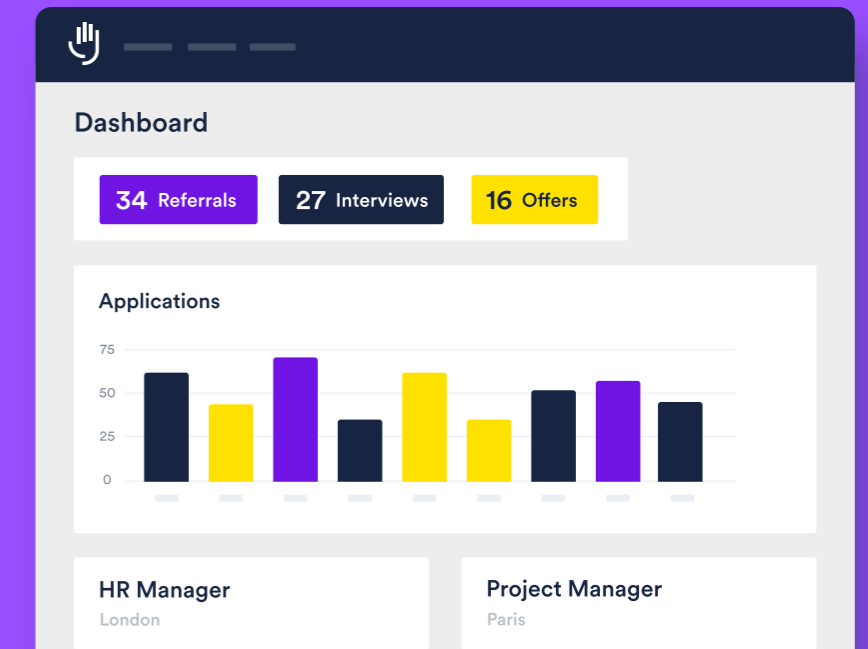 Dashboard
34 Referrals 27 Interviews 16 Offers
Applications
75
50
25
0
HR Manager
London
Project Manager
Paris